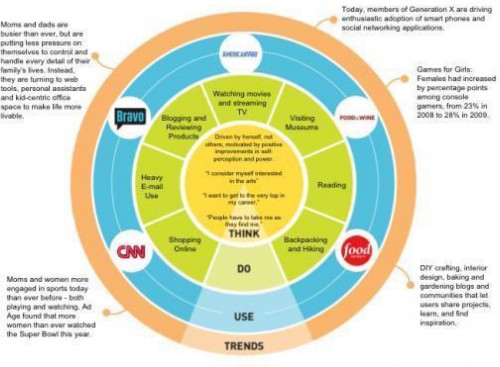 Moms and dads are
busier than ever, but are
putting less pressure on
themselves to control and
handle every detail of their
family's lives. Instead,
they are turning to web
tools, personal assistants
and kid-centric office
space to make life more
livable.
Today, members of Generation X are driving
enthusiastic adoption of smart phones and
social networking applications.
Games for Girls:
Females had increased
by percentage points
among console
gamers, from 23% in
2008 to 28% in 2009.
AMERICANTOWNS
Bravo
FOOD&WINE
CNN
food
Watching movies
and streaming
TV
Blogging and
Reviewing
Products
Visiting
Museums
Heavy
E-mail
Use
Reading
Shopping
Online
Backpacking
and Hiking
Driven by herself, not
others, motivated by positive
improvements in self-
perception and power.
"I consider myself interested
in the arts"
"I want to get to the very top in
my career."
"People have to take me as
they find me."
THINK
DO
USE
TRENDS
Moms and women more
engaged in sports today
than ever before - both
playing and watching. Ad
Age found that more
women than ever watched
the Super Bowl this year.
DIY crafting, interior
design, baking and
gardening blogs and
communities that let
users share projects,
learn, and find
inspiration.